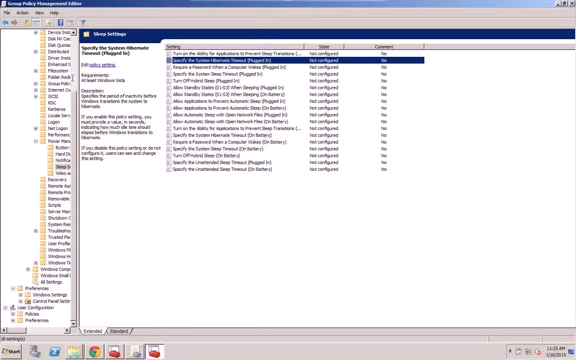 Group Policy Management Editor
File Action View Help
Device Inst
Disk NV Cac
Disk Quotas
Distributed
Driver Insta
Enhanced S
Filesystem
Folder Redir
Group Policy
Internet Co
iSCSI
KDC
Kerberos
Locale Servi
Logon
Net Logon
Performanc
Power Mana
Button
Hard Di
Notifica
Sleep S
Video a
Recovery
Remote Ass
Remote Pro
Removable
Scripts
Server Man
Shutdown O
System Res
Troubleshoo
Trusted Pla
User Profile
Windows Fil
Windows H
Windows Ti
Windows Comp
Windows Small
All Settings
Preferences
Windows Settings
Control Panel Settin
User Configuration
Policies
Preferences
Sleep Settings
Specify the System Hibernate Timeout (Plugged In)
Edit policy setting.
Requirements:
At least Windows Vista
Description:
Specifies the period of inactivity before
Windows transitions the system to
hibernate.
If you enable this policy setting, you
must provide a value, in seconds,
indicating how much idle time should
elapse before Windows transitions to
hibernate.
If you disable this policy setting or do not
configure it, users can see and change
this setting.
Setting State Comment
Turn on the Ability for Applications to Prevent Sleep Transitions (... Not configured No
Specify the System Hibernate Timeout (Plugged In) Not configured No
Require a Password When a Computer Wakes (Plugged In) Not configured No
Specify the System Sleep Timeout (Plugged In) Not configured No
Turn Off Hybrid Sleep (Plugged In) Not configured No
Allow Standby States (S1-S3) When Sleeping (Plugged In) Not configured No
Allow Standby States (S1-S3) When Sleeping (On Battery) Not configured No
Allow Applications to Prevent Automatic Sleep (Plugged In) Not configured No
Allow Applications to Prevent Automatic Sleep (On Battery) Not configured No
Allow Automatic Sleep with Open Network Files (Plugged In) Not configured No
Allow Automatic Sleep with Open Network Files (On Battery) Not configured No
Turn on the Ability for Applications to Prevent Sleep Transitions (... Not configured No
Specify the System Hibernate Timeout (On Battery) Not configured No
Require a Password When a Computer Wakes (On Battery) Not configured No
Specify the System Sleep Timeout (On Battery) Not configured No
Turn Off Hybrid Sleep (On Battery) Not configured No
Specify the Unattended Sleep Timeout (Plugged In) Not configured No
Specify the Unattended Sleep Timeout (On Battery) Not configured No
Extended Standard
18 setting(s)
Start
11:25 AM
1/16/2018